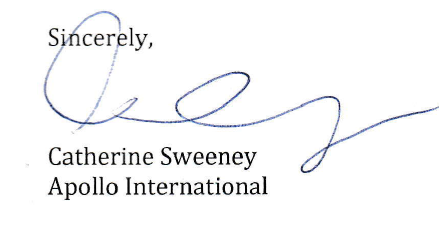 Sincerely,
Catherine Sweeney
Apollo International